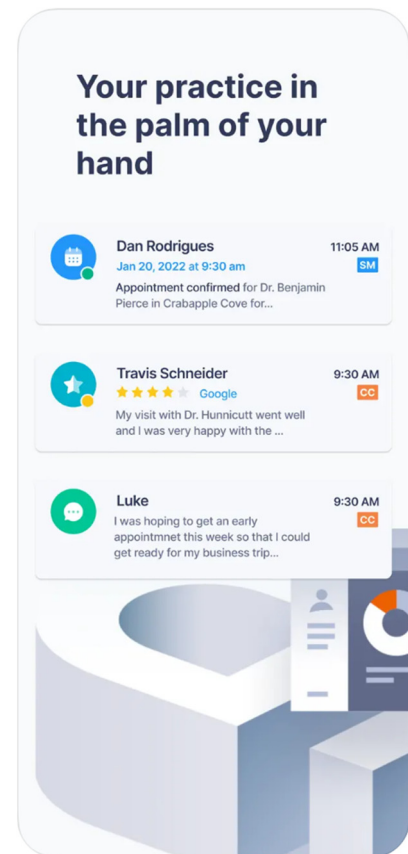 Your practice in
the palm of your
hand
Dan Rodrigues 11:05 AM
Jan 20, 2022 at 9:30 am SM
Appointment confirmed for Dr. Benjamin
Pierce in Crabapple Cove for...
Travis Schneider 9:30 AM
Google CC
My visit with Dr. Hunnicutt went well
and I was very happy with the ...
Luke 9:30 AM
CC
I was hoping to get an early
appointmnet this week so that I could
get ready for my business trip...